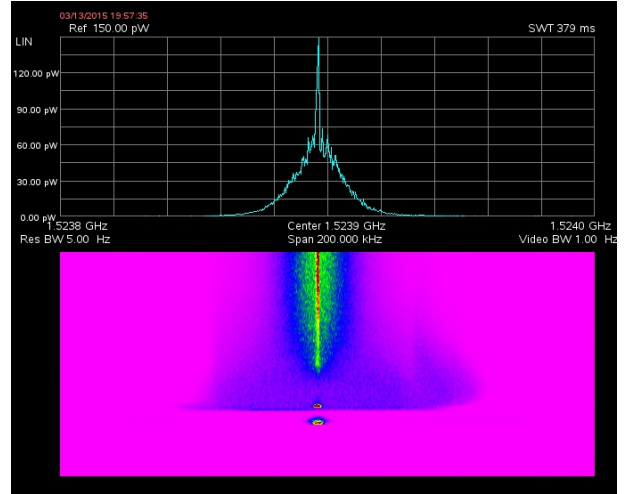 03/13/2015 19:57:35
Ref 150.00 pW SWT 379 ms
LIN
120.00 pW
90.00 pW
60.00 pW
30.00 pW
0.00 pW
1.5238 GHz Center 1.5239 GHz 1.5240 GHz
Res BW 5.00 Hz Span 200.000 kHz Video BW 1.00 Hz